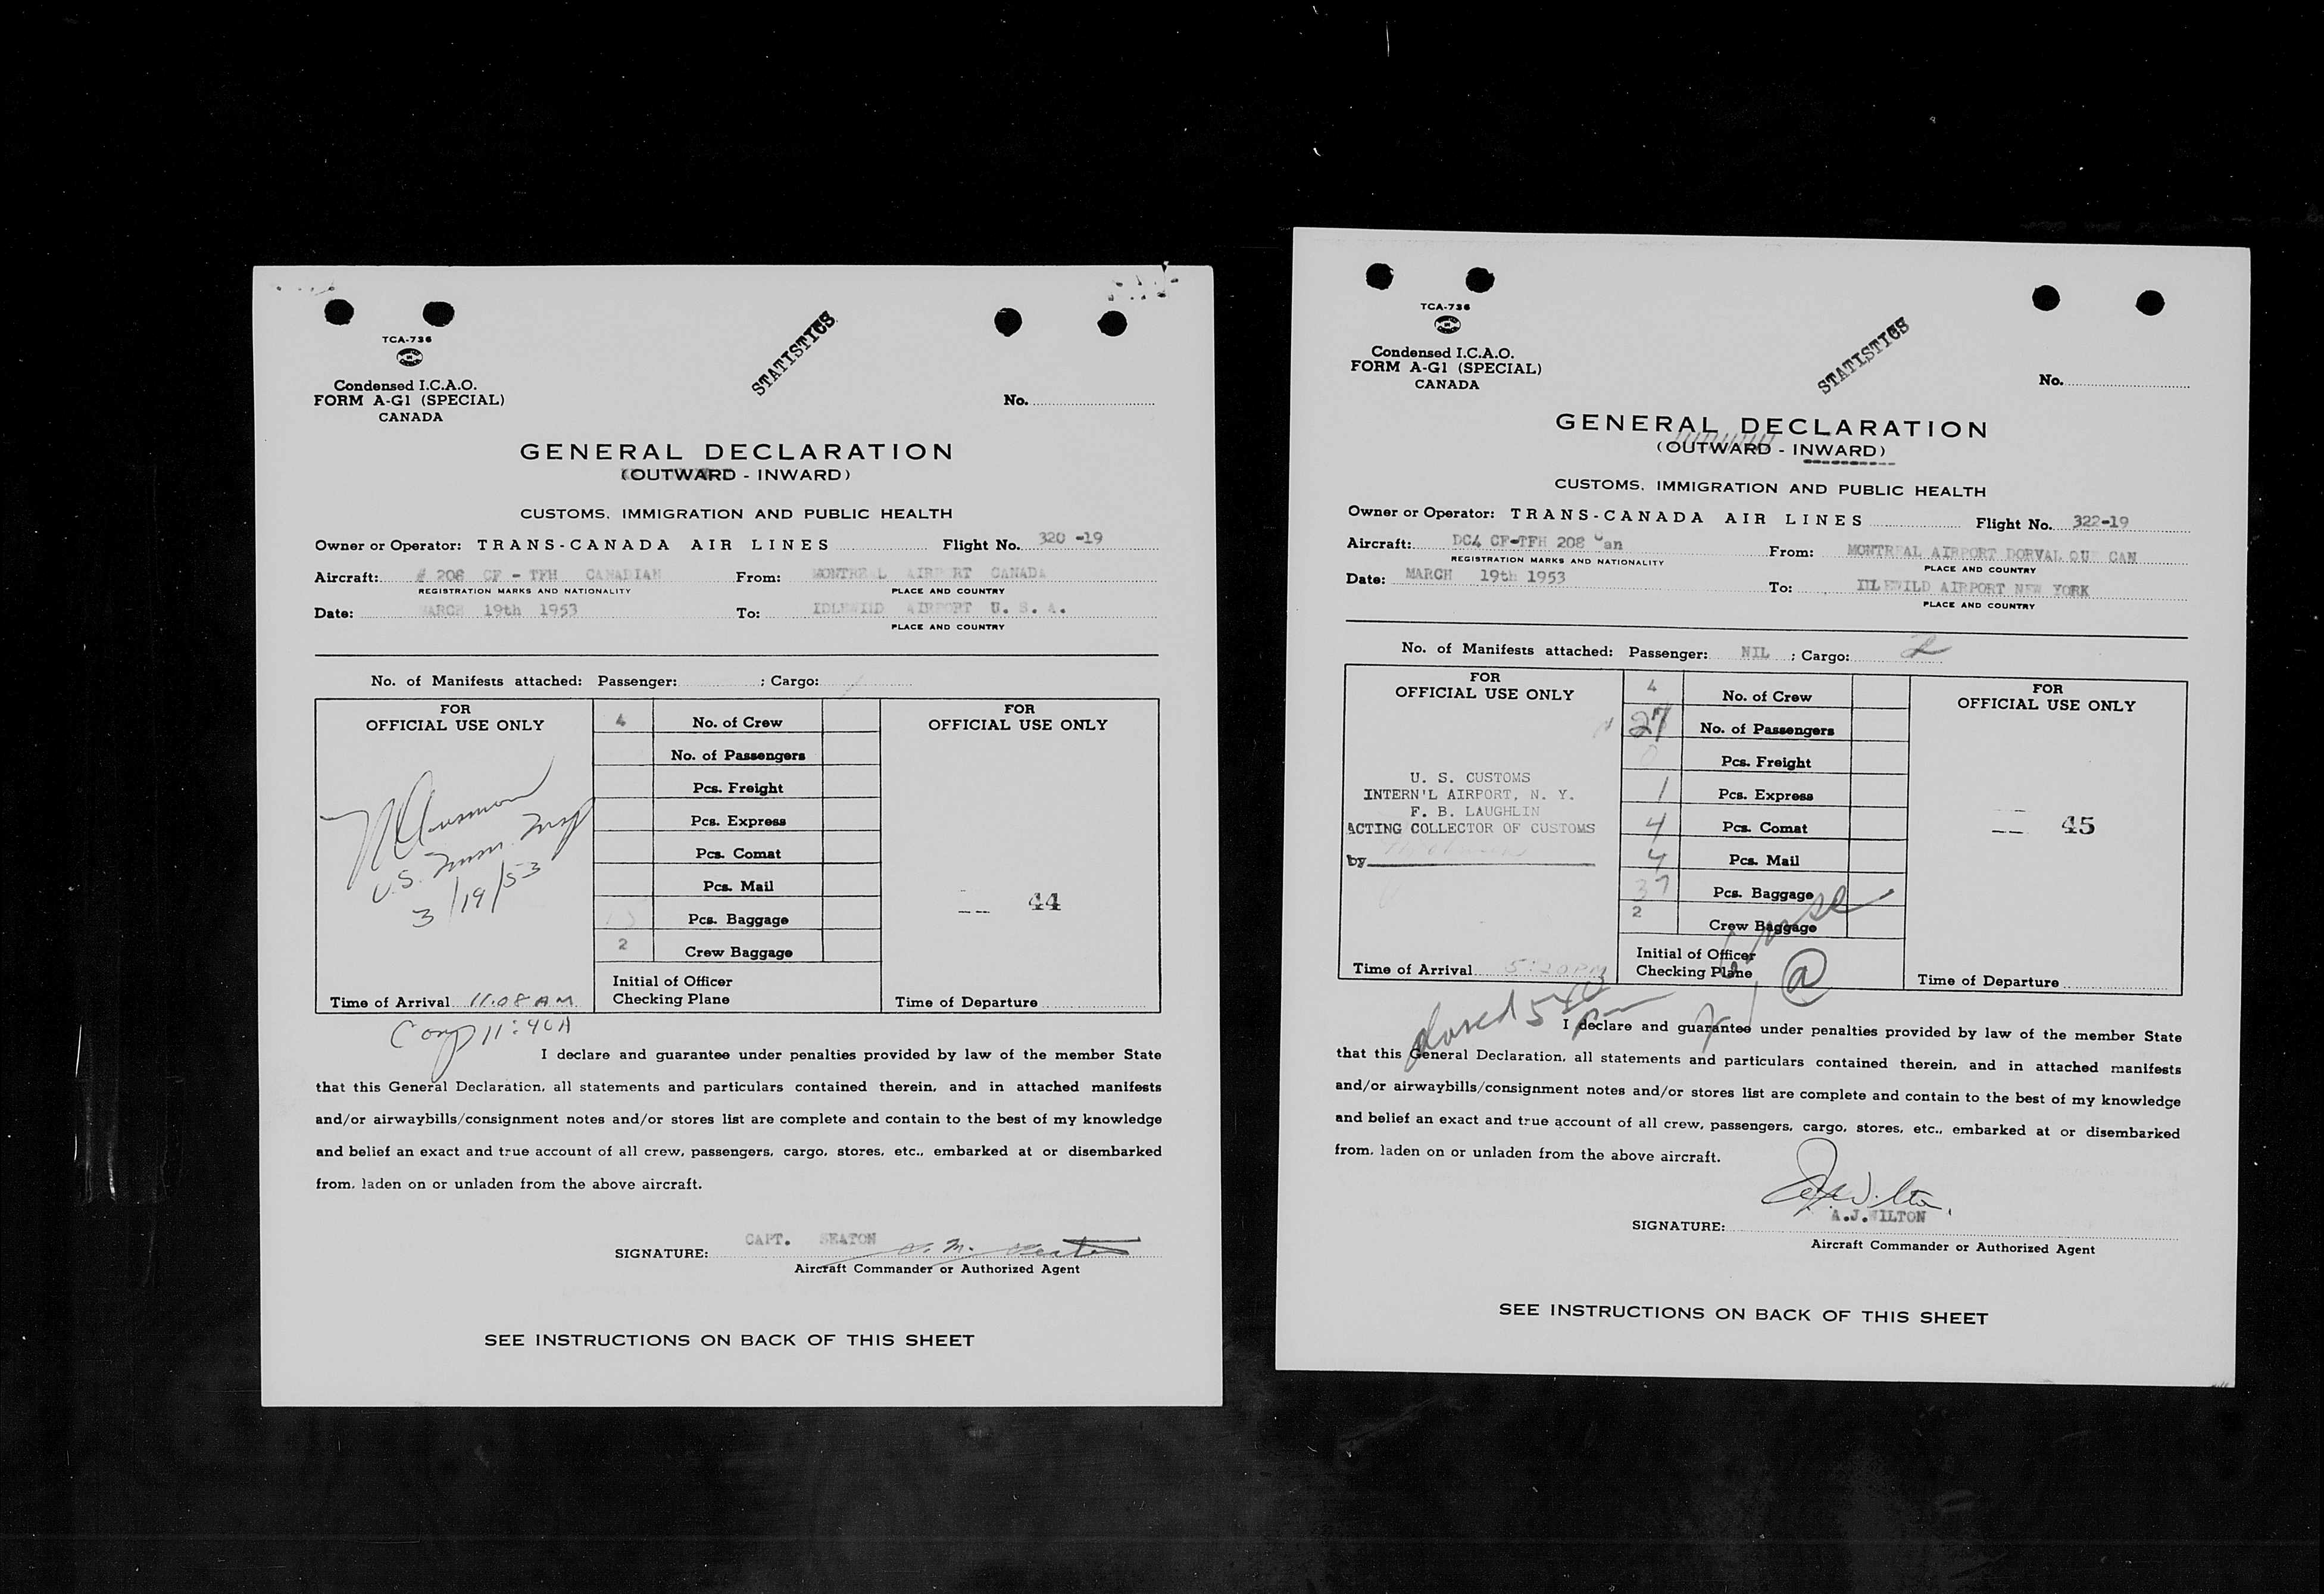 TCA-736
Condensed I.C.A.O.
FORM A-G1 (SPECIAL)
CANADA
STATISTICS
No.
GENERAL DECLARATION
(OUTWARD - INWARD)
CUSTOMS, IMMIGRATION AND PUBLIC HEALTH
Owner or Operator: TRANS-CANADA AIR LINES Flight No. 320 -19
Aircraft: # 208 CF - TFH CANADIAN From: MONTREAL AIRPORT CANADA
REGISTRATION MARKS AND NATIONALITY PLACE AND COUNTRY
Date: MARCH 19th 1953 To: IDLEWILD AIRPORT U. S. A.
PLACE AND COUNTRY
No. of Manifests attached: Passenger: ; Cargo:
FOR
OFFICIAL USE ONLY
4 No. of Crew
FOR
OFFICIAL USE ONLY
No. of Passengers
Pcs. Freight
Pcs. Express
Pcs. Comat
Pcs. Mail
Pcs. Baggage
2 Crew Baggage
U.S. Imm. Insp
3/19/53
-- 44
Initial of Officer
Checking Plane
Time of Arrival 11.08 AM
Time of Departure
Comp 11:40A
I declare and guarantee under penalties provided by law of the member State
that this General Declaration, all statements and particulars contained therein, and in attached manifests
and/or airwaybills/consignment notes and/or stores list are complete and contain to the best of my knowledge
and belief an exact and true account of all crew, passengers, cargo, stores, etc., embarked at or disembarked
from, laden on or unladen from the above aircraft.
CAPT. SEATON
SIGNATURE:
Aircraft Commander or Authorized Agent
SEE INSTRUCTIONS ON BACK OF THIS SHEET
TCA-736
Condensed I.C.A.O.
FORM A-G1 (SPECIAL)
CANADA
STATISTICS
No.
GENERAL DECLARATION
(OUTWARD - INWARD)
CUSTOMS, IMMIGRATION AND PUBLIC HEALTH
Owner or Operator: TRANS-CANADA AIR LINES Flight No. 322-19
Aircraft: DC4 CF-TFH 208 Can From: MONTREAL AIRPORT DORVAL QUE CAN
REGISTRATION MARKS AND NATIONALITY PLACE AND COUNTRY
Date: MARCH 19th 1953 To: IDLEWILD AIRPORT NEW YORK
PLACE AND COUNTRY
No. of Manifests attached: Passenger: NIL ; Cargo: 2
FOR
OFFICIAL USE ONLY
4 No. of Crew
FOR
OFFICIAL USE ONLY
27 No. of Passengers
0 Pcs. Freight
1 Pcs. Express
4 Pcs. Comat
4 Pcs. Mail
37 Pcs. Baggage
2 Crew Baggage
U. S. CUSTOMS
INTERN'L AIRPORT, N. Y.
F. B. LAUGHLIN
ACTING COLLECTOR OF CUSTOMS
by
-- 45
Initial of Officer
Checking Plane
Time of Arrival 5:20 PM
Time of Departure
closed 540
I declare and guarantee under penalties provided by law of the member State
that this General Declaration, all statements and particulars contained therein, and in attached manifests
and/or airwaybills/consignment notes and/or stores list are complete and contain to the best of my knowledge
and belief an exact and true account of all crew, passengers, cargo, stores, etc., embarked at or disembarked
from, laden on or unladen from the above aircraft.
A.J. Wilton
A.J.WILTON
SIGNATURE:
Aircraft Commander or Authorized Agent
SEE INSTRUCTIONS ON BACK OF THIS SHEET